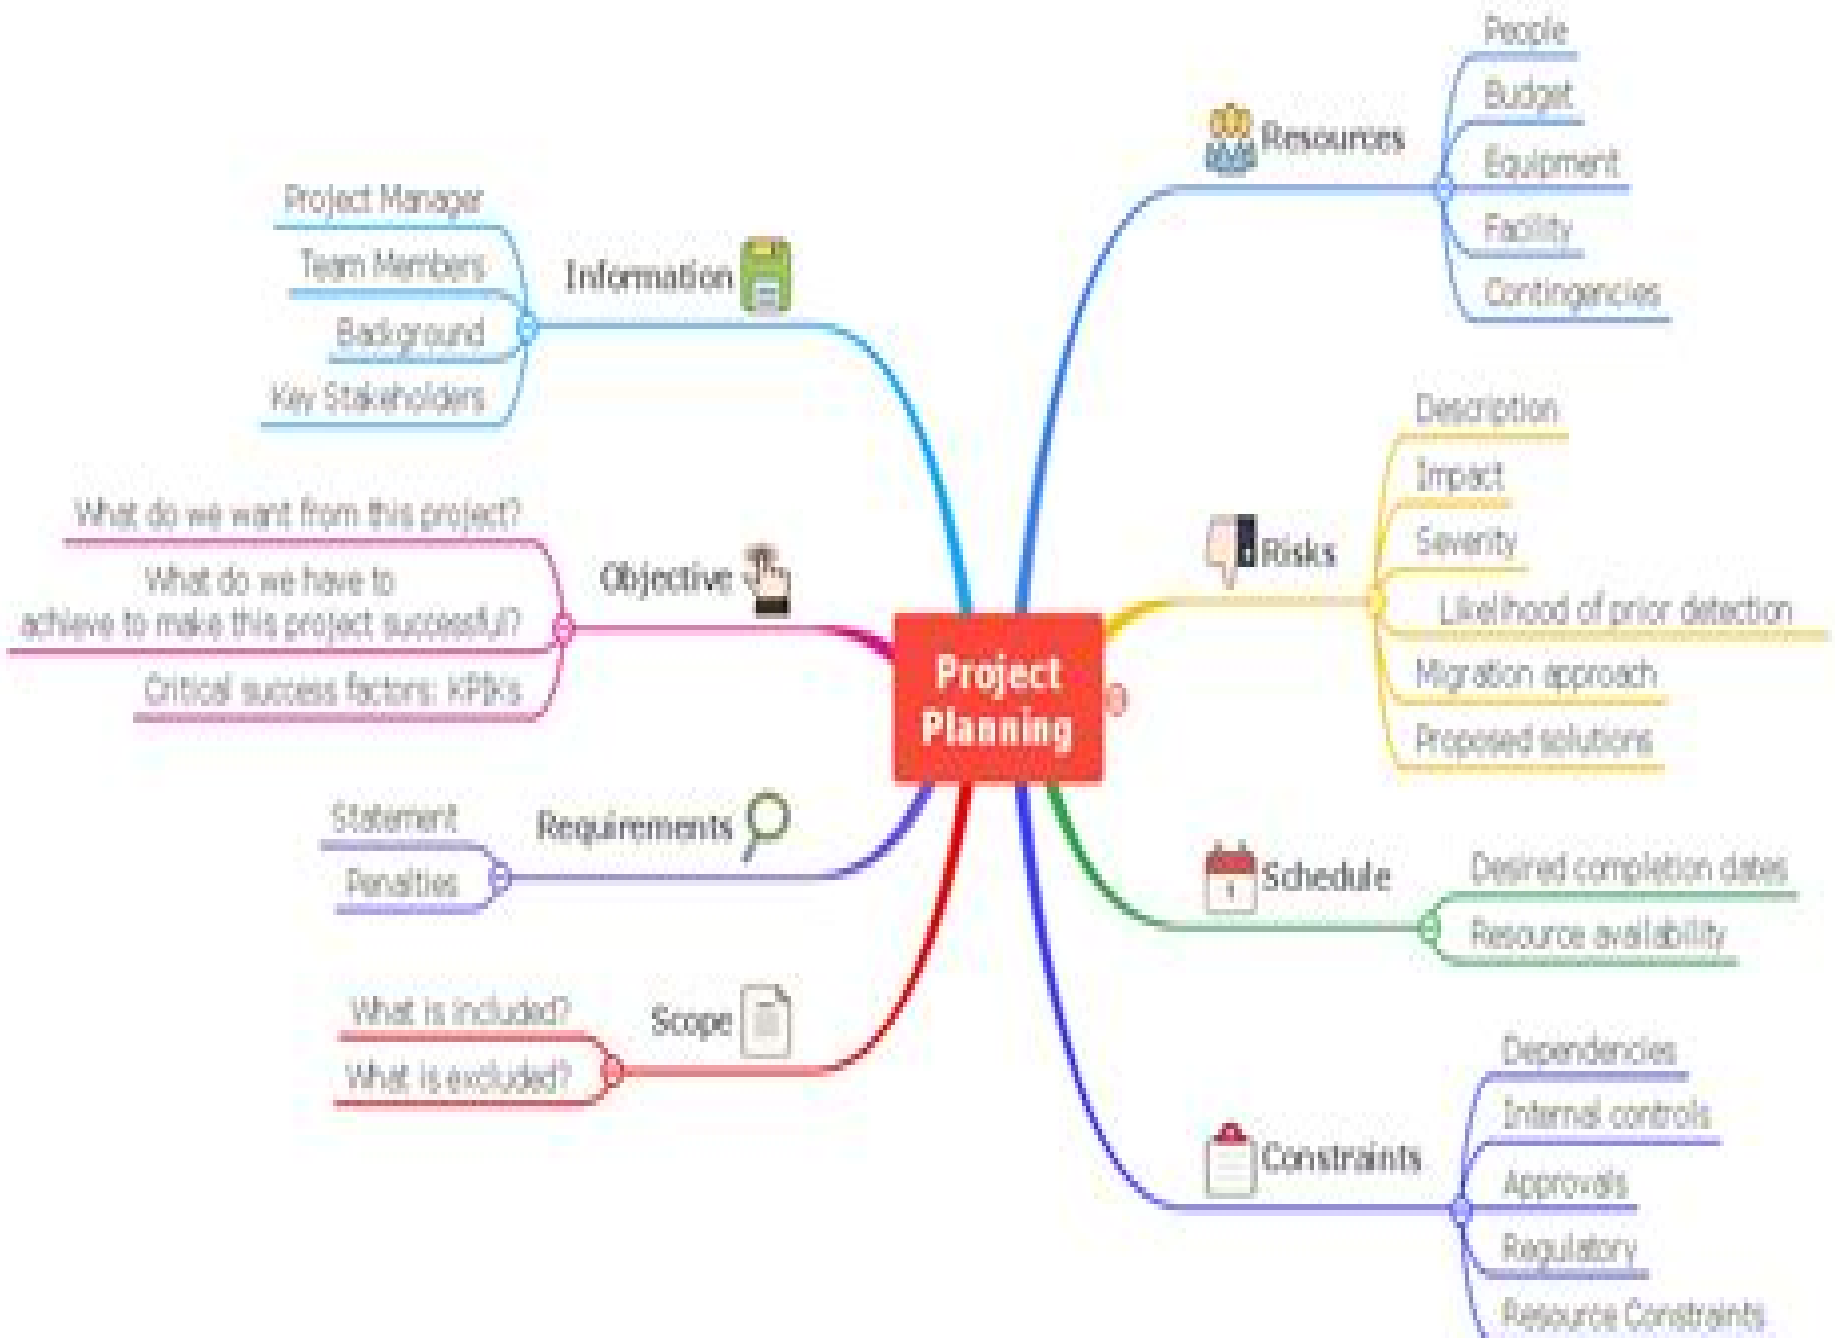 Project
Planning
Information
Project Manager
Team Members
Background
Key Stakeholders
Objective
What do we want from this project?
What do we have to
achieve to make this project successful?
Critical success factors: KPIKs
Requirements
Statement
Penalties
Scope
What is included?
What is excluded?
Resources
People
Budget
Equipment
Facility
Contingencies
Risks
Description
Impact
Severity
Likelihood of prior detection
Migration approach
Proposed solutions
1
Schedule
Desired completion dates
Resource availability
Constraints
Dependencies
Internal controls
Approvals
Regulatory
Resource Constraints